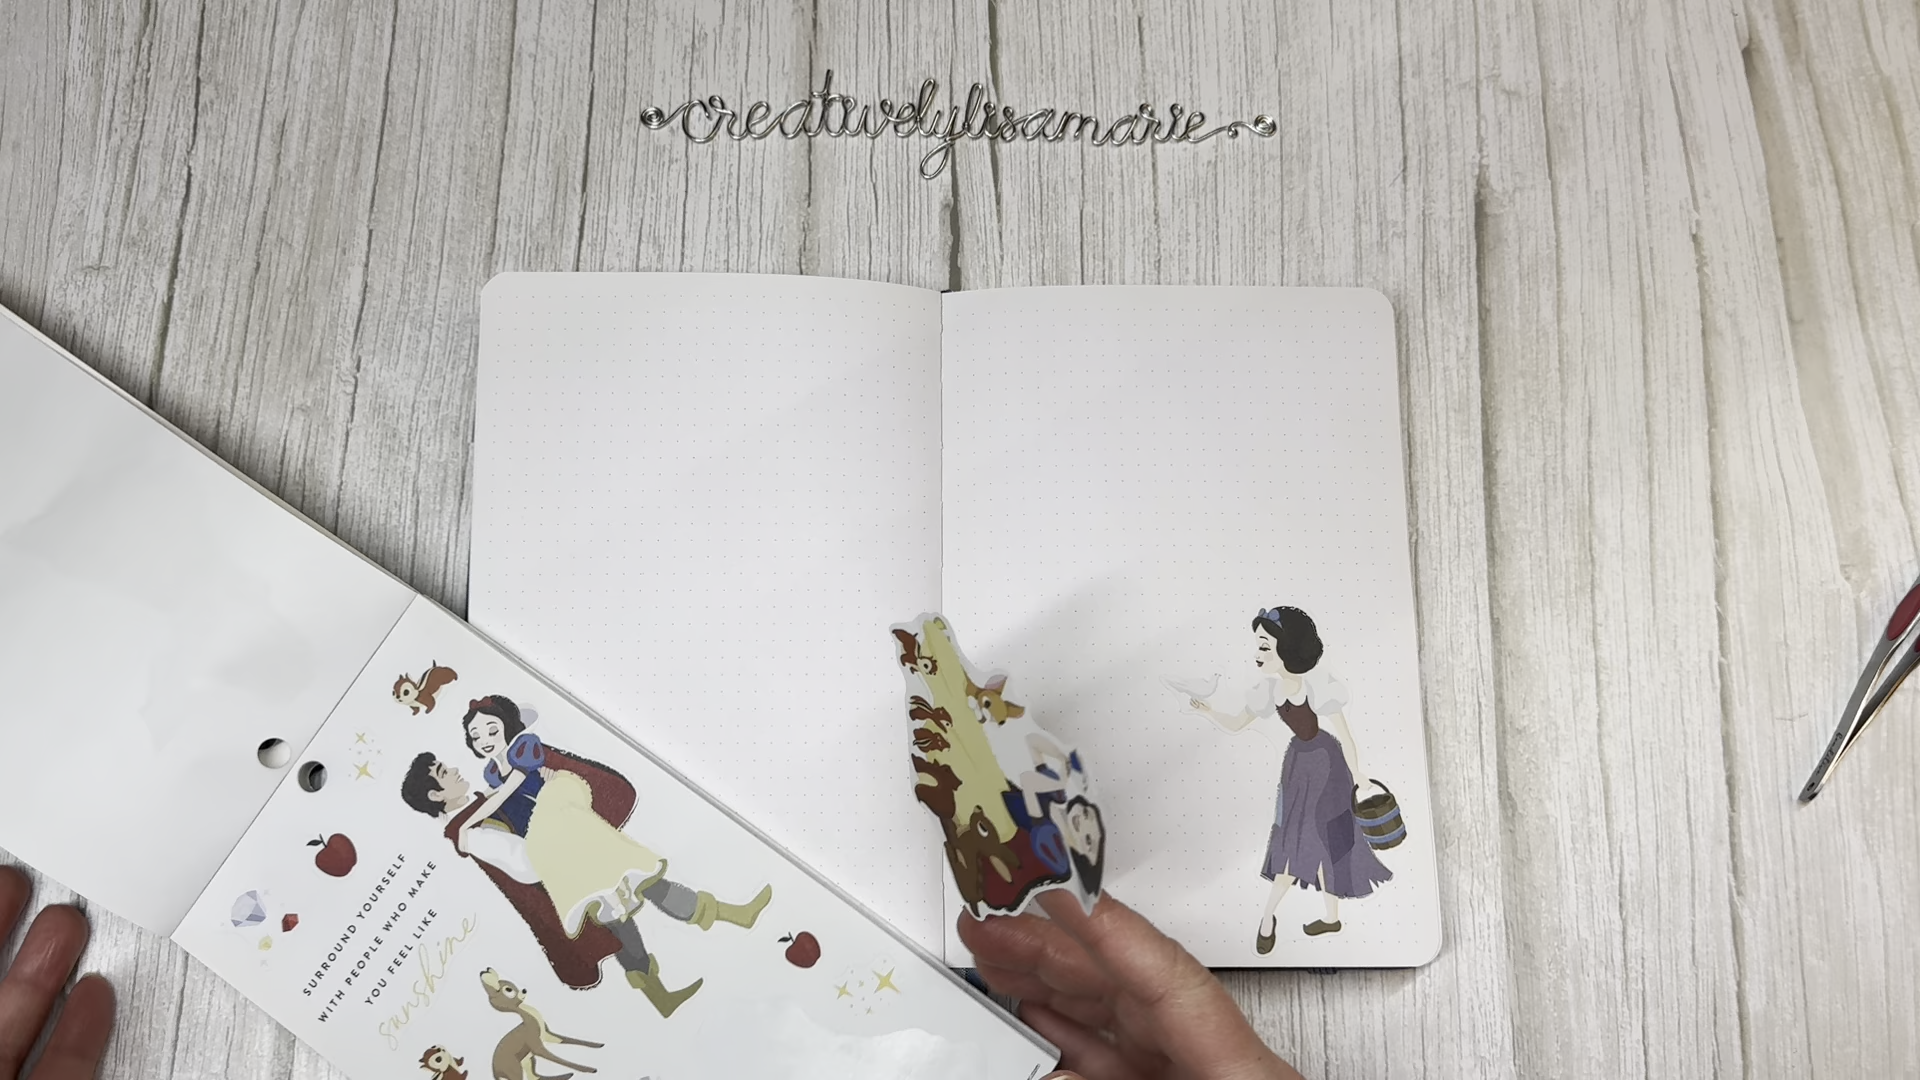 creativelylisamarie
SURROUND YOURSELF
WITH PEOPLE WHO MAKE
YOU FEEL LIKE
sunshine